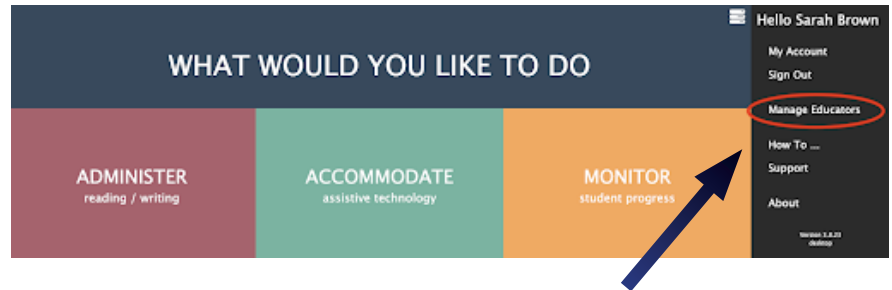 Hello Sarah Brown
WHAT WOULD YOU LIKE TO DO
My Account
Sign Out
Manage Educators
How To ...
Support
About
ADMINISTER
reading / writing
ACCOMMODATE
assistive technology
MONITOR
student progress
desktop